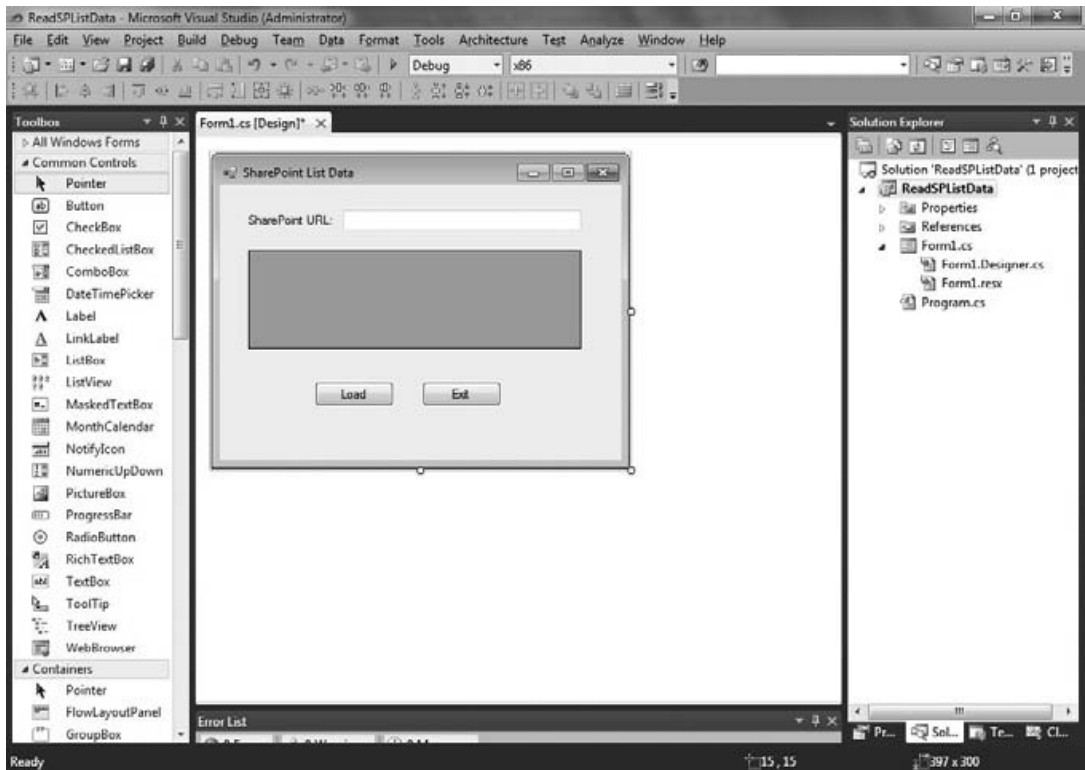 ReadSPListData - Microsoft Visual Studio (Administrator)
File Edit View Project Build Debug Team Data Format Tools Architecture Test Analyze Window Help
Debug x86
Toolbox
All Windows Forms
Common Controls
Pointer
Button
CheckBox
CheckedListBox
ComboBox
DateTimePicker
Label
LinkLabel
ListBox
ListView
MaskedTextBox
MonthCalendar
NotifyIcon
NumericUpDown
PictureBox
ProgressBar
RadioButton
RichTextBox
TextBox
ToolTip
TreeView
WebBrowser
Containers
Pointer
FlowLayoutPanel
GroupBox
Form1.cs [Design]*
SharePoint List Data
SharePoint URL:
Load Exit
Error List
Solution Explorer
Solution 'ReadSPListData' (1 project
ReadSPListData
Properties
References
Form1.cs
Form1.Designer.cs
Form1.resx
Program.cs
Pr... Sol... Te... Cl...
Ready 15, 15 397 x 300